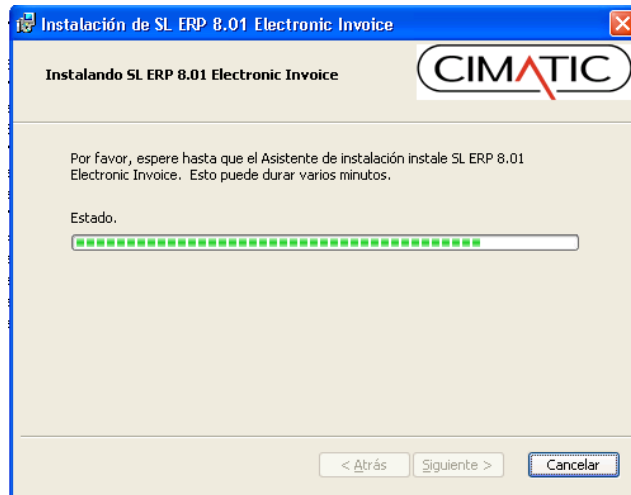 Instalación de SL ERP 8.01 Electronic Invoice
Instalando SL ERP 8.01 Electronic Invoice
CIMATIC
Por favor, espere hasta que el Asistente de instalación instale SL ERP 8.01
Electronic Invoice. Esto puede durar varios minutos.
Estado.
< Atrás
Siguiente >
Cancelar